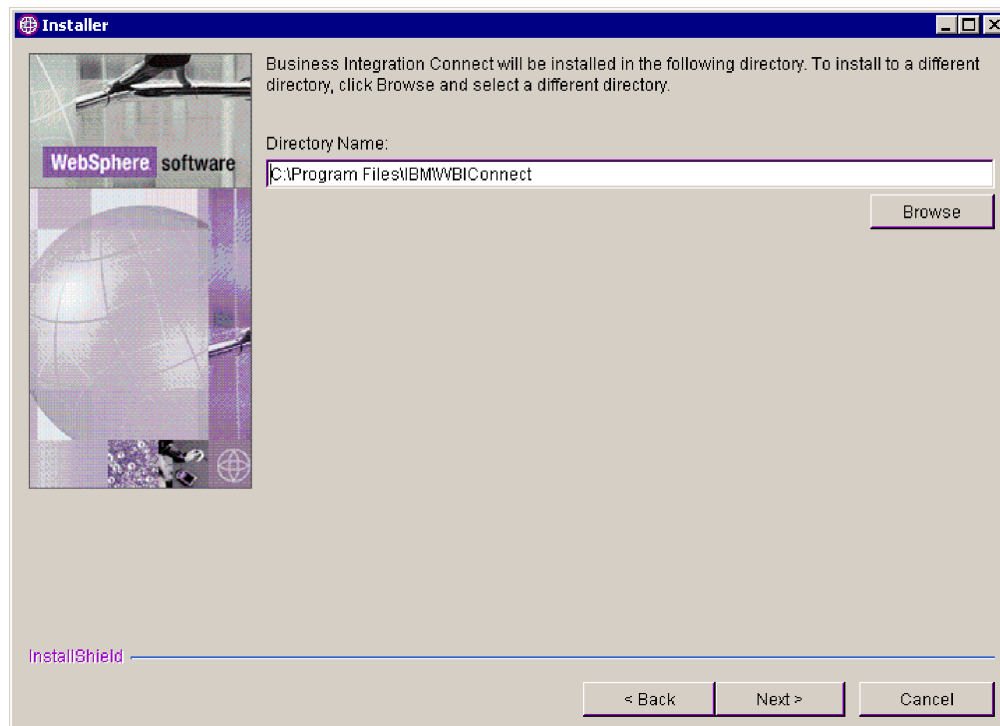 Installer
Business Integration Connect will be installed in the following directory. To install to a different
directory, click Browse and select a different directory.
WebSphere software
Directory Name:
C:\Program Files\IBM\WBIConnect
Browse
InstallShield
< Back
Next >
Cancel